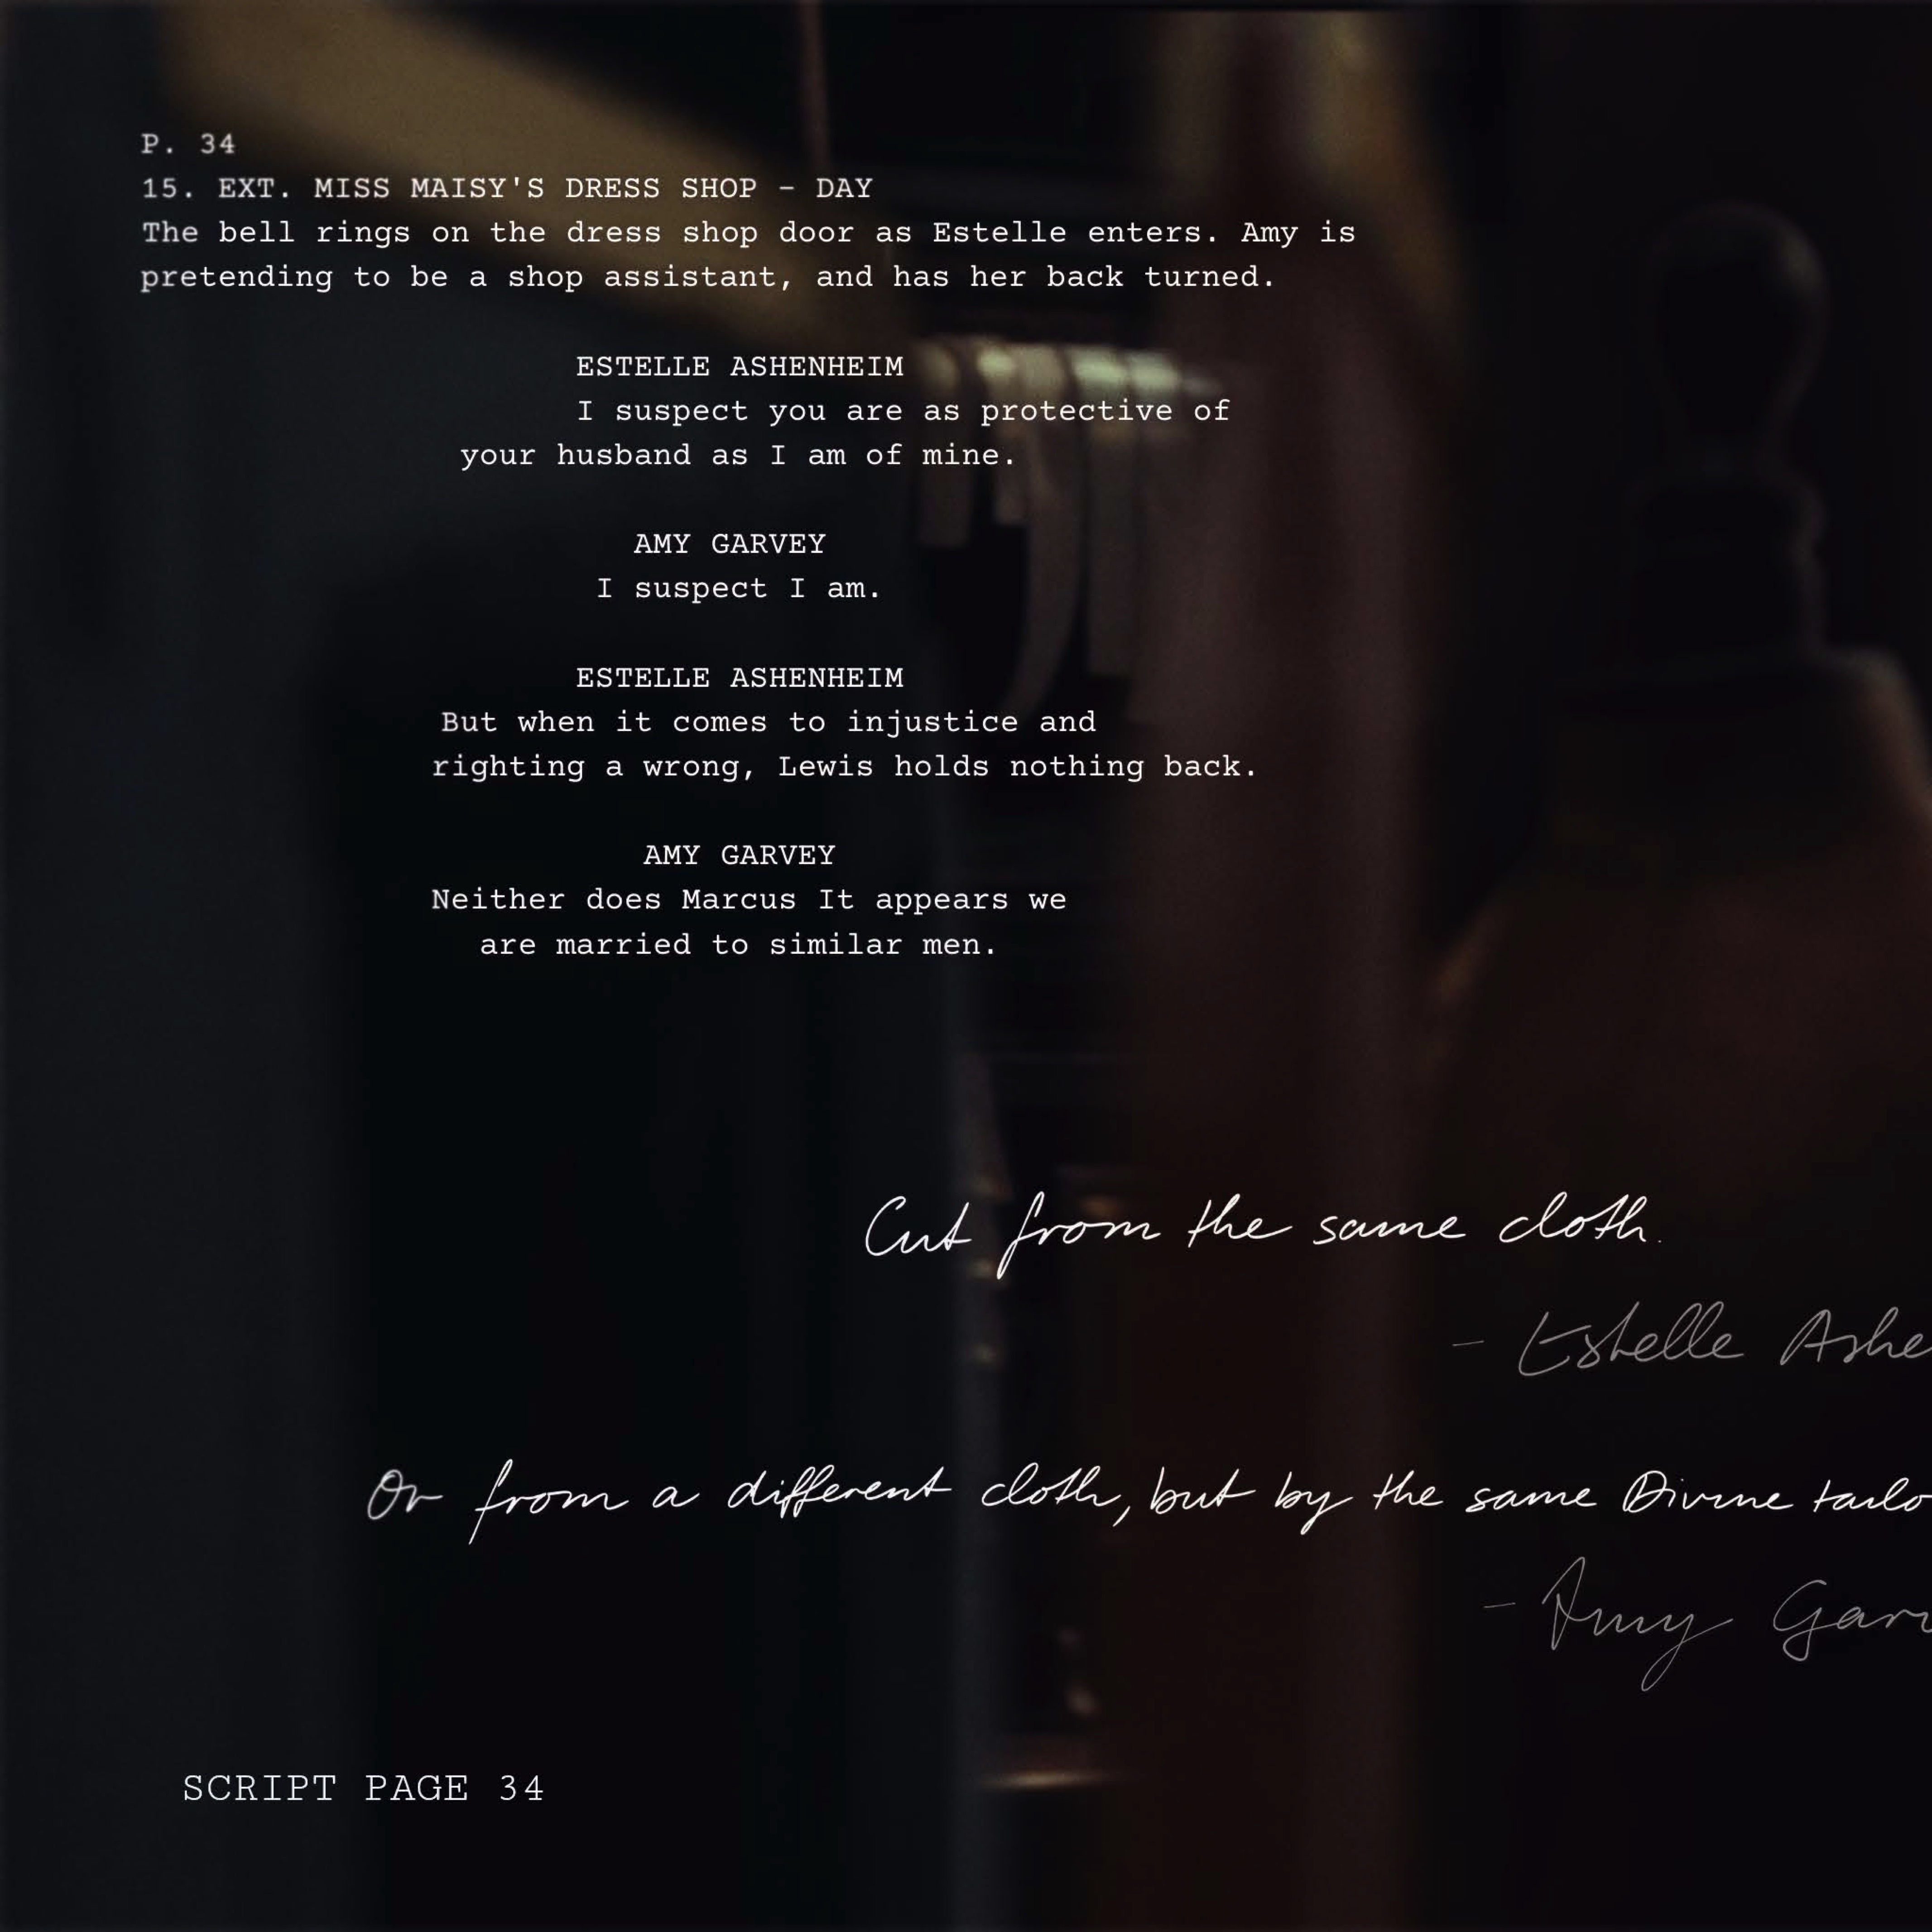 P. 34
15. EXT. MISS MAISY'S DRESS SHOP - DAY
The bell rings on the dress shop door as Estelle enters. Amy is
pretending to be a shop assistant, and has her back turned.
ESTELLE ASHENHEIM
I suspect you are as protective of
your husband as I am of mine.
AMY GARVEY
I suspect I am.
ESTELLE ASHENHEIM
But when it comes to injustice and
righting a wrong, Lewis holds nothing back.
AMY GARVEY
Neither does Marcus It appears we
are married to similar men.
Cut from the same cloth.
- Estelle Ashe
Or from a different cloth, but by the same Divine tailo
- Amy Garv
SCRIPT PAGE 34